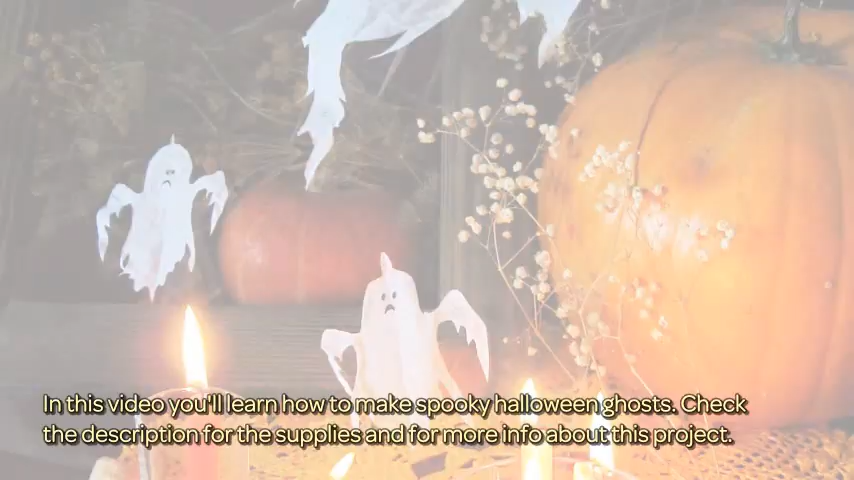 In this video you'll learn how to make spooky halloween ghosts. Check
the description for the supplies and for more info about this project.